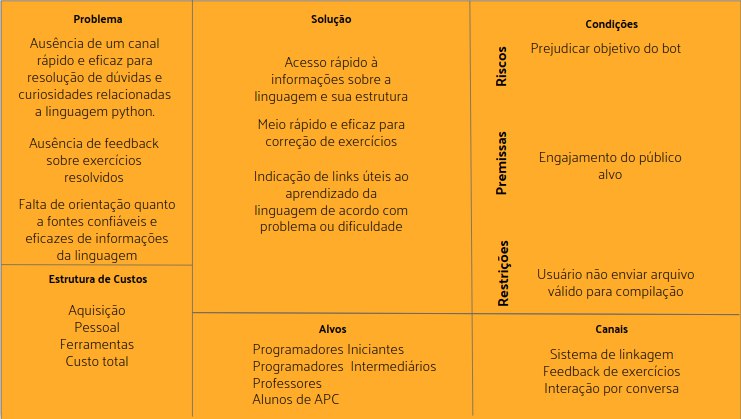 Problema
Ausência de um canal
rápido e eficaz para
resolução de dúvidas e
curiosidades relacionadas
a linguagem python.
Ausência de feedback
sobre exercícios
resolvidos
Falta de orientação quanto
a fontes confiáveis e
eficazes de informações
da linguagem
Estrutura de Custos
Aquisição
Pessoal
Ferramentas
Custo total
Solução
Acesso rápido à
informações sobre a
linguagem e sua estrutura
Meio rápido e eficaz para
correção de exercícios
Indicação de links úteis ao
aprendizado da
linguagem de acordo com
problema ou dificuldade
Alvos
Programadores Iniciantes
Programadores Intermediários
Professores
Alunos de APC
Condições
Riscos
Prejudicar objetivo do bot
Premissas
Engajamento do público
alvo
Restrições
Usuário não enviar arquivo
válido para compilação
Canais
Sistema de linkagem
Feedback de exercícios
Interação por conversa